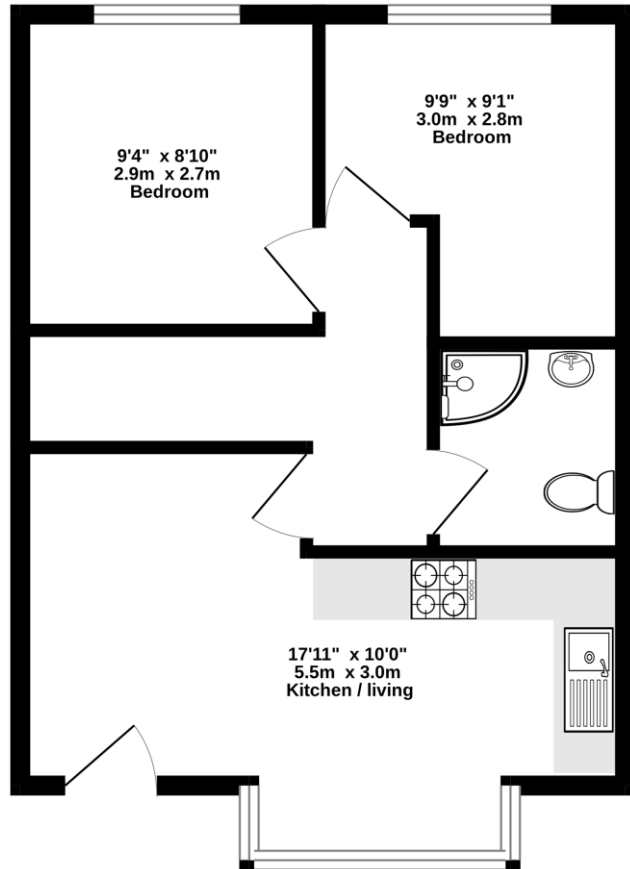 9'4" x 8'10"
2.9m x 2.7m
Bedroom
9'9" x 9'1"
3.0m x 2.8m
Bedroom
17'11" x 10'0"
5.5m x 3.0m
Kitchen / living